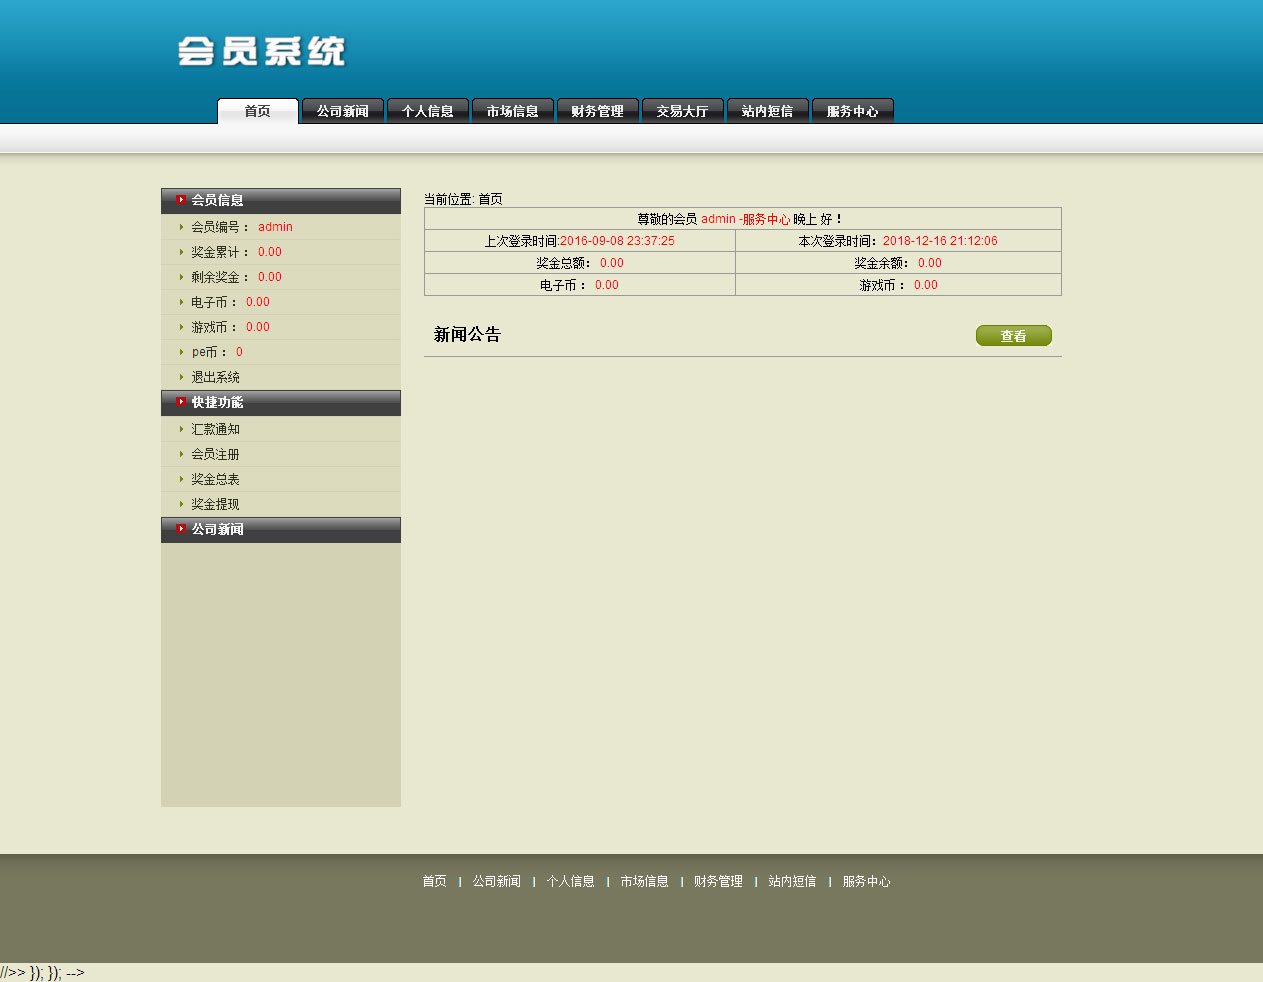 会员系统
首页 公司新闻 个人信息 市场信息 财务管理 交易大厅 站内短信 服务中心
会员信息
会员编号： admin
奖金累计： 0.00
剩余奖金： 0.00
电子币： 0.00
游戏币： 0.00
pe币： 0
退出系统
快捷功能
汇款通知
会员注册
奖金总表
奖金提现
公司新闻
当前位置: 首页
尊敬的会员 admin -服务中心 晚上 好！
上次登录时间:2016-09-08 23:37:25 本次登录时间：2018-12-16 21:12:06
奖金总额： 0.00 奖金余额： 0.00
电子币： 0.00 游戏币： 0.00
新闻公告 查看
首页 | 公司新闻 | 个人信息 | 市场信息 | 财务管理 | 站内短信 | 服务中心
//>> }); }); -->